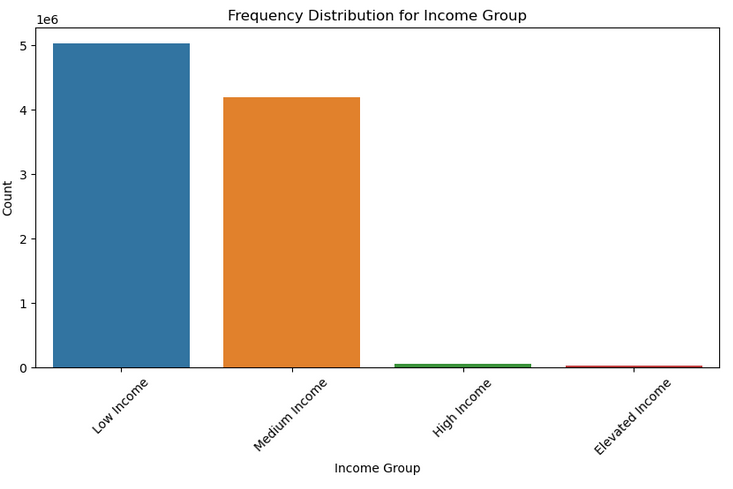 Frequency Distribution for Income Group
1e6
5
4
3
2
1
0
Count
Low Income
Medium Income
High Income
Elevated Income
Income Group